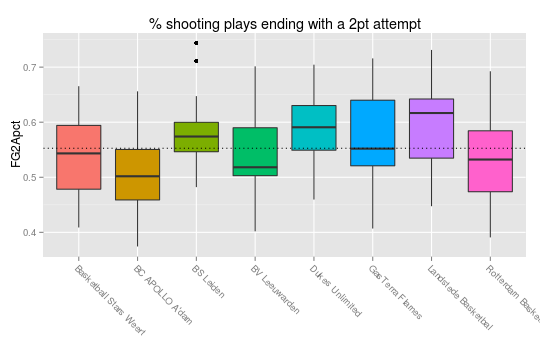 % shooting plays ending with a 2pt attempt
FG2Apct
0.7
0.6
0.5
0.4
Basketball Stars Weert
BC APOLLO A'dam
BS Leiden
BV Leeuwarden
Dukes Unlimited
GasTerra Flames
Landstede Basketbal
Rotterdam Baske